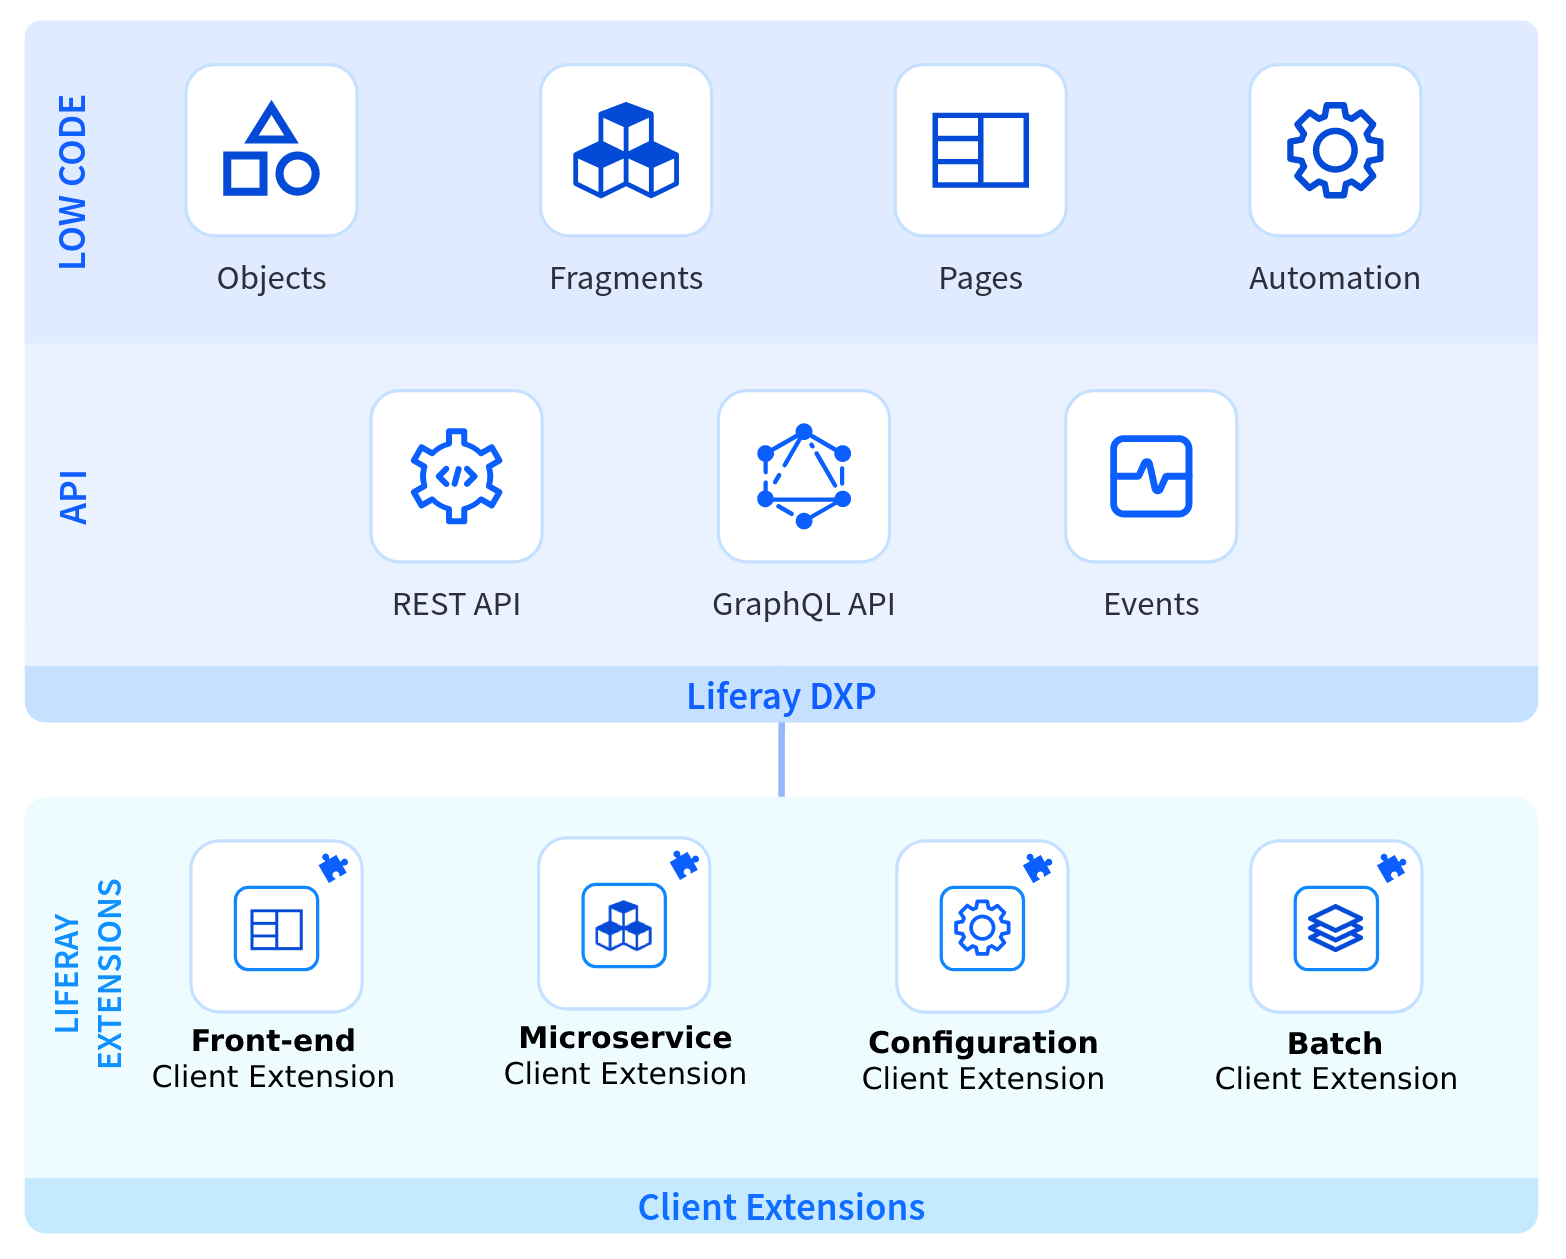 LOW CODE
Objects
Fragments
Pages
Automation
API
REST API
GraphQL API
Events
Liferay DXP
LIFERAY
EXTENSIONS
Front-end
Client Extension
Microservice
Client Extension
Configuration
Client Extension
Batch
Client Extension
Client Extensions